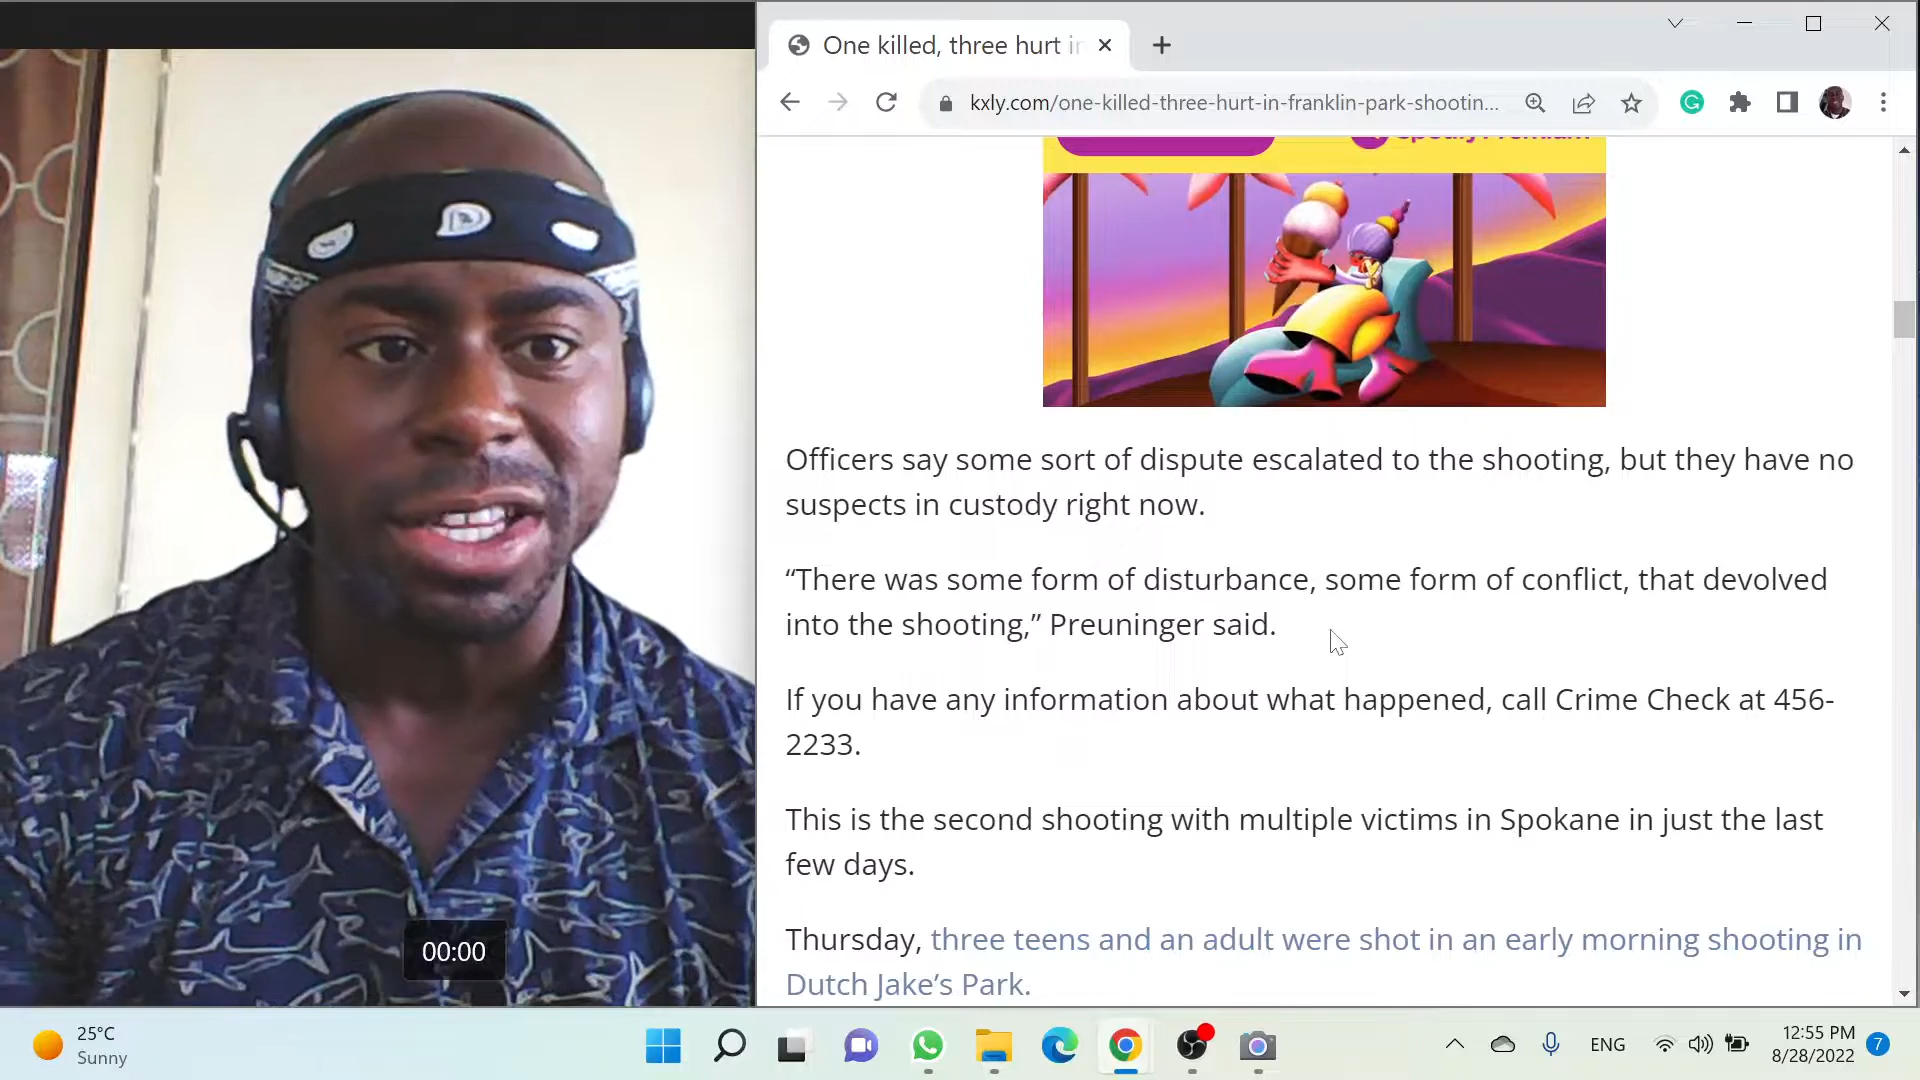 One killed, three hurt in
kxly.com/one-killed-three-hurt-in-franklin-park-shootin...
Spotify Premium
Officers say some sort of dispute escalated to the shooting, but they have no
suspects in custody right now.
“There was some form of disturbance, some form of conflict, that devolved
into the shooting,” Preuninger said.
If you have any information about what happened, call Crime Check at 456-
2233.
This is the second shooting with multiple victims in Spokane in just the last
few days.
Thursday, three teens and an adult were shot in an early morning shooting in
Dutch Jake’s Park.
00:00
25°C
Sunny
ENG
12:55 PM
8/28/2022
7